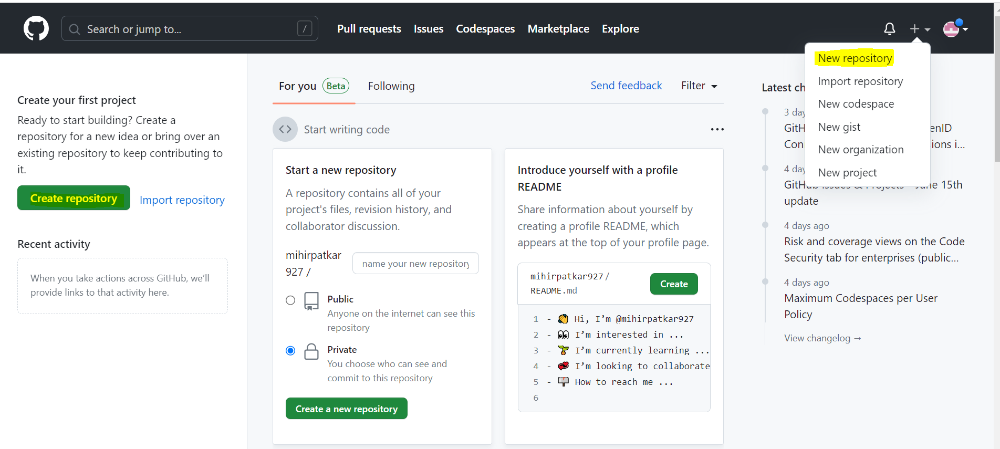 Search or jump to...
/
Pull requests
Issues
Codespaces
Marketplace
Explore
New repository
Import repository
New codespace
New gist
New organization
New project
Create your first project
Ready to start building? Create a
repository for a new idea or bring over an
existing repository to keep contributing to
it.
Create repository
Import repository
Recent activity
When you take actions across GitHub, we’ll
provide links to that activity here.
For you
Beta
Following
Send feedback
Filter
Start writing code
Start a new repository
A repository contains all of your
project's files, revision history, and
collaborator discussion.
mihirpatkar
927 /
name your new repository
Public
Anyone on the internet can see this
repository
Private
You choose who can see and
commit to this repository
Create a new repository
Introduce yourself with a profile
README
Share information about yourself by
creating a profile README, which
appears at the top of your profile page.
mihirpatkar927 /
README.md
Create
1 - 👋 Hi, I’m @mihirpatkar927
2 - 👀 I’m interested in ...
3 - 🌱 I’m currently learning ...
4 - 💞️ I’m looking to collaborate
5 - 📫 How to reach me ...
6
Latest ch
3 day
GitH enID
Con sions i...
4 day
GitHub Issues & Projects – June 15th
update
4 days ago
Risk and coverage views on the Code
Security tab for enterprises (public...
4 days ago
Maximum Codespaces per User
Policy
View changelog →